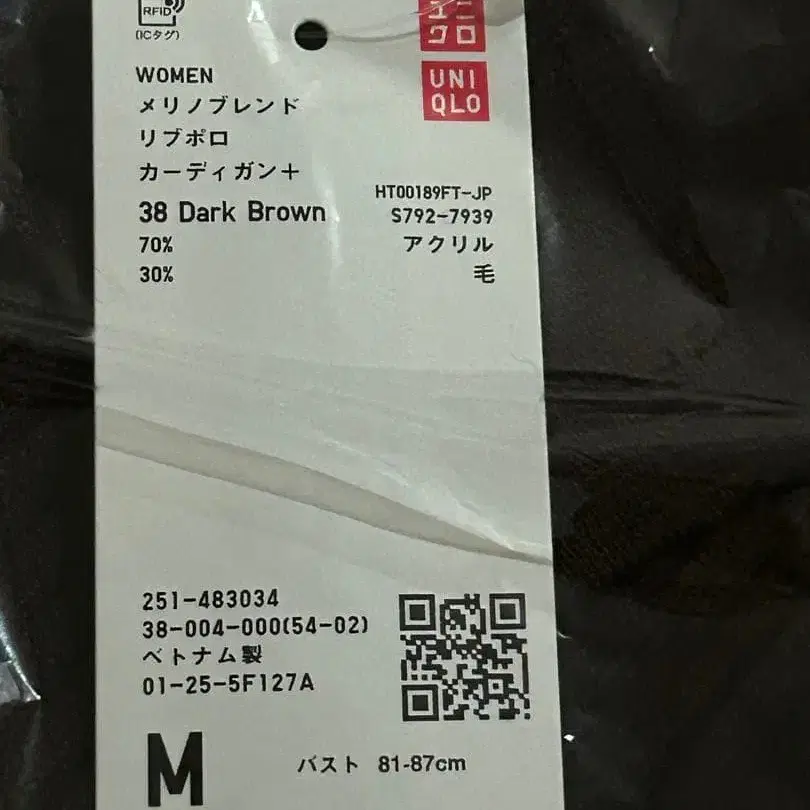 RFID
(ICタグ)
ユニ
クロ
UNI
QLO
WOMEN
メリノブレンド
リブポロ
カーディガン+
HT00189FT-JP
38 Dark Brown
S792-7939
70% アクリル
30% 毛
251-483034
38-004-000(54-02)
ベトナム製
01-25-5F127A
M
バスト 81-87cm